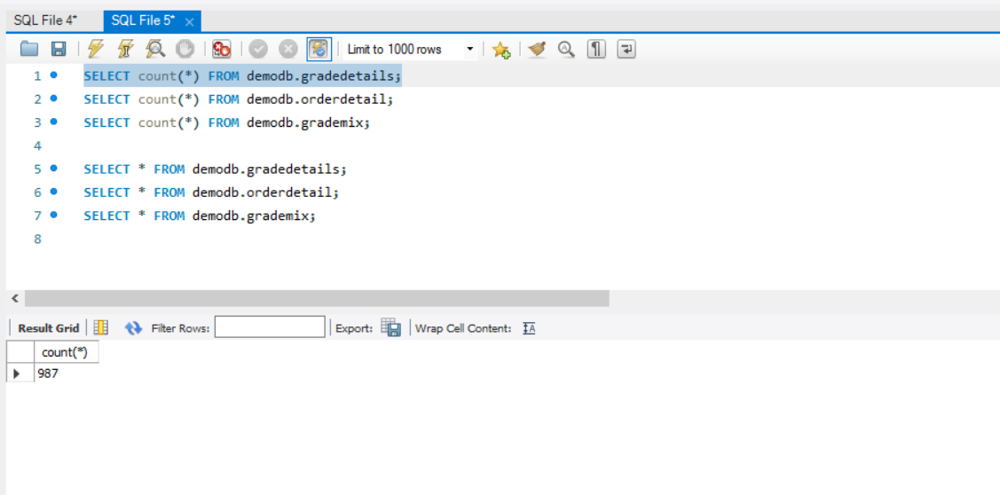 SQL File 4* SQL File 5* ×
Limit to 1000 rows
1 SELECT count(*) FROM demodb.gradedetails;
2 SELECT count(*) FROM demodb.orderdetail;
3 SELECT count(*) FROM demodb.grademix;
4
5 SELECT * FROM demodb.gradedetails;
6 SELECT * FROM demodb.orderdetail;
7 SELECT * FROM demodb.grademix;
8
Result Grid Filter Rows: Export: Wrap Cell Content: IA
count(*)
987